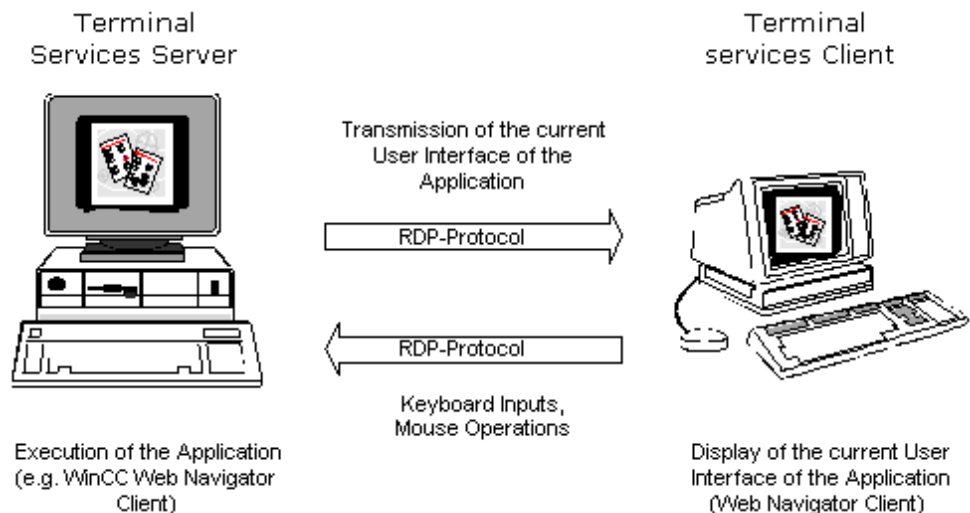 Terminal
Services Server
Terminal
services Client
Transmission of the current
User Interface of the
Application
RDP-Protocol
RDP-Protocol
Keyboard Inputs,
Mouse Operations
Execution of the Application
(e.g. WinCC Web Navigator
Client)
Display of the current User
Interface of the Application
(Web Navigator Client)